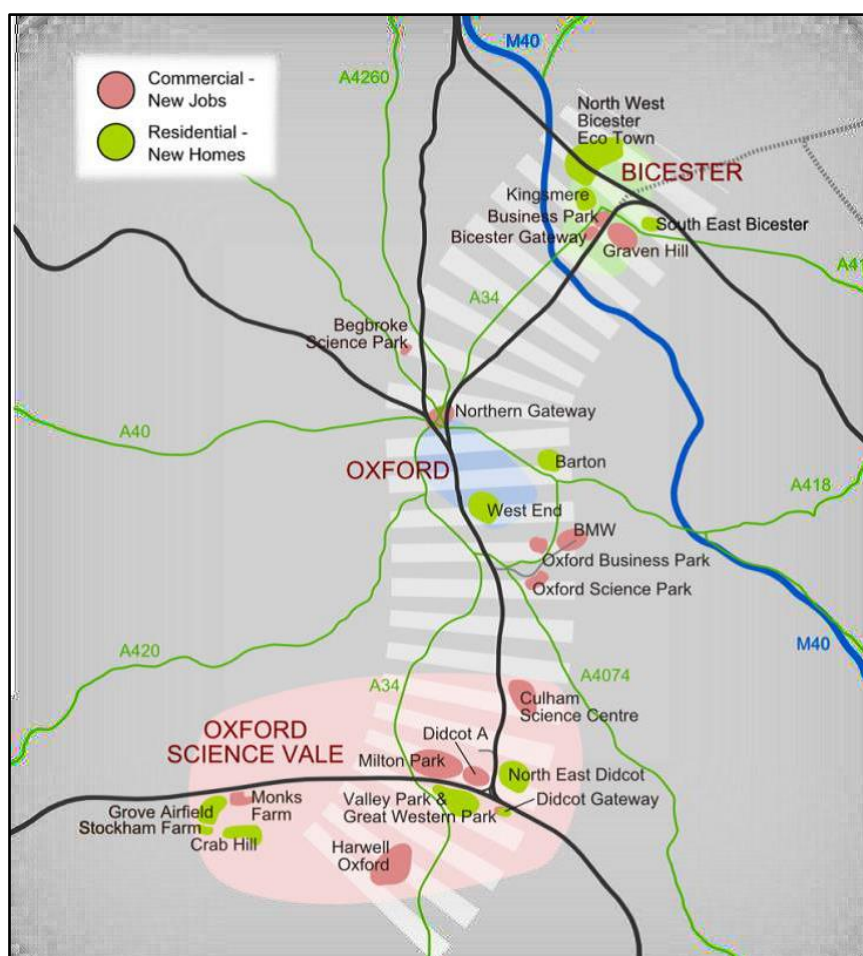 M40
A4260
Commercial -
New Jobs
Residential -
New Homes
North West
Bicester
Eco Town
BICESTER
Kingsmere
Business Park
Bicester Gateway
South East Bicester
Graven Hill
A41
A34
Begbroke
Science Park
Northern Gateway
A40
OXFORD
Barton
A418
West End
BMW
Oxford Business Park
Oxford Science Park
M40
A420
A34
A4074
Culham
Science Centre
OXFORD
SCIENCE VALE
Didcot A
Milton Park
North East Didcot
Valley Park &
Great Western Park
Didcot Gateway
Grove Airfield
Monks
Farm
Stockham Farm
Crab Hill
Harwell
Oxford